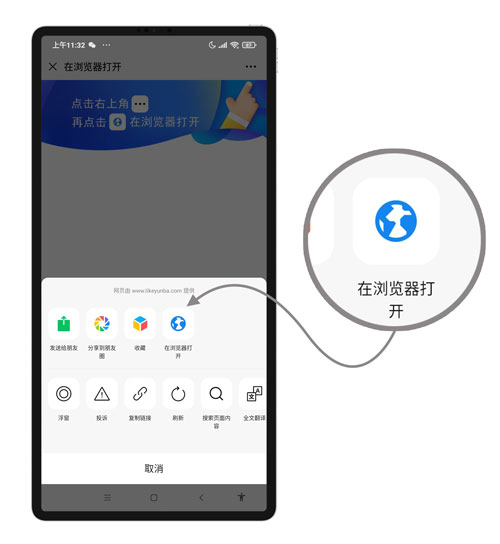 上午11:32
在浏览器打开
点击右上角
再点击 在浏览器打开
网页由 www.likeyunba.com 提供
发送给朋友
分享到朋友
圈
收藏
在浏览器打
开
浮窗
投诉
复制链接
刷新
搜索页面内
容
全文翻译
取消
在浏览器打
开